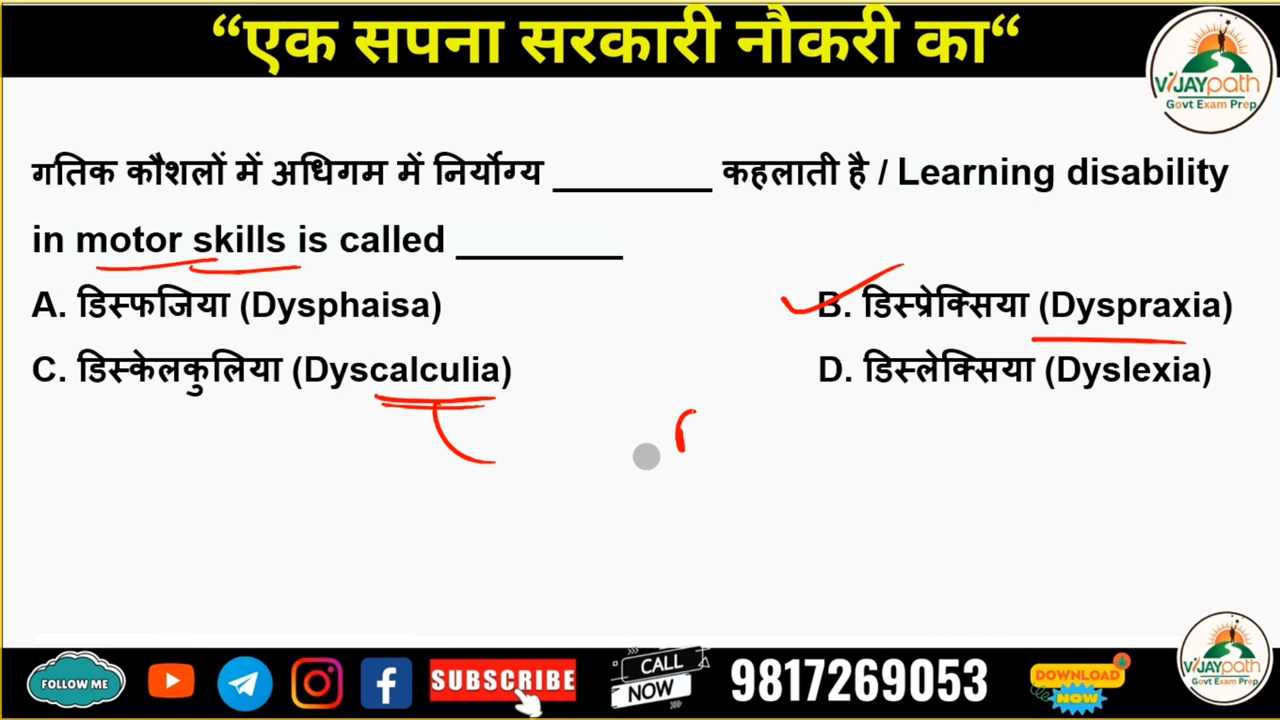 “एक सपना सरकारी नौकरी का“
ViJAYpath
Govt Exam Prep
गतिक कौशलों में अधिगम में निर्योग्य ________ कहलाती है / Learning disability
in motor skills is called ________
A. डिस्फजिया (Dysphaisa)
B. डिस्प्रेक्सिया (Dyspraxia)
C. डिस्केलकुलिया (Dyscalculia)
D. डिस्लेक्सिया (Dyslexia)
FOLLOW ME
SUBSCRIBE
CALL
NOW
9817269053
DOWNLOAD
NOW
ViJAYpath
Govt Exam Prep